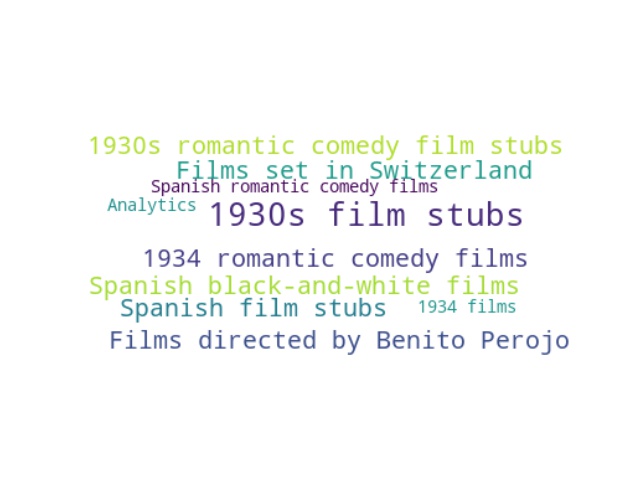 1930s romantic comedy film stubs
Films set in Switzerland
Spanish romantic comedy films
Analytics
1930s film stubs
1934 romantic comedy films
Spanish black-and-white films
Spanish film stubs
1934 films
Films directed by Benito Perojo